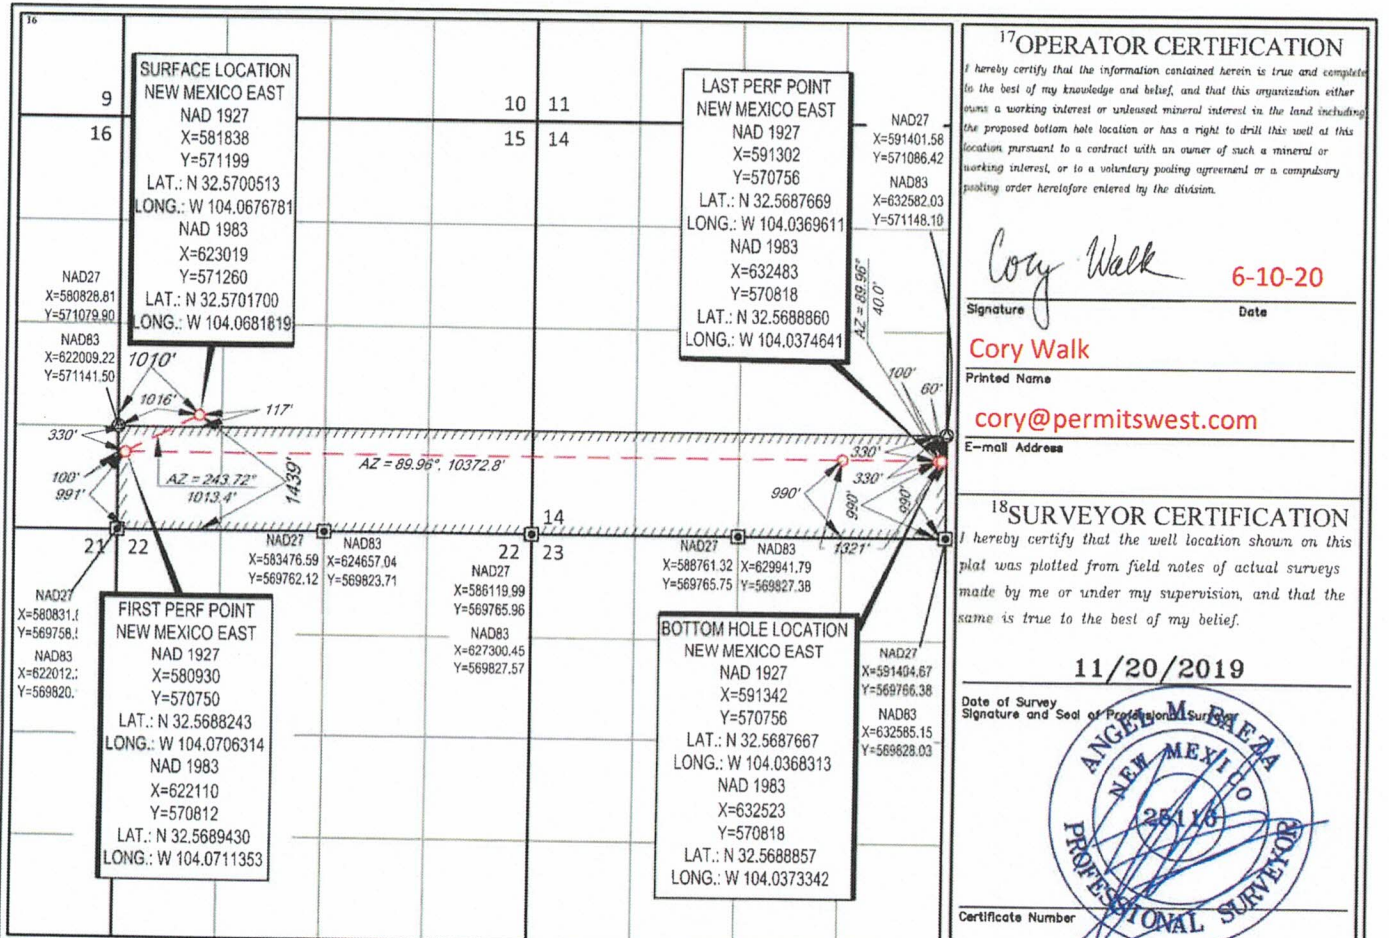 16
9
10
11
16
15
14
SURFACE LOCATION
NEW MEXICO EAST
NAD 1927
X=581838
Y=571199
LAT.: N 32.5700513
LONG.: W 104.0676781
NAD 1983
X=623019
Y=571260
LAT.: N 32.5701700
LONG.: W 104.0681819
LAST PERF POINT
NEW MEXICO EAST
NAD 1927
X=591302
Y=570756
LAT.: N 32.5687669
LONG.: W 104.0369611
NAD 1983
X=632483
Y=570818
LAT.: N 32.5688860
LONG.: W 104.0374641
NAD27
X=591401.58
Y=571086.42
NAD83
X=632582.03
Y=571148.10
NAD27
X=580828.81
Y=571079.90
NAD83
X=622009.22
Y=571141.50
AZ = 89.96°
40.0'
1010'
1016'
117'
100'
60'
330'
100'
991'
AZ = 243.72°
1013.4'
1439'
AZ = 89.96°, 10372.8'
330'
330'
990'
990'
990'
1321'
14
21
22
22
23
NAD27
X=583476.59
Y=569762.12
NAD83
X=624657.04
Y=569823.71
NAD27
X=586119.99
Y=569765.96
NAD83
X=627300.45
Y=569827.57
NAD27
X=588761.32
Y=569765.75
NAD83
X=629941.79
Y=569827.38
NAD27
X=580831.
Y=569758.
NAD83
X=622012.
Y=569820.
FIRST PERF POINT
NEW MEXICO EAST
NAD 1927
X=580930
Y=570750
LAT.: N 32.5688243
LONG.: W 104.0706314
NAD 1983
X=622110
Y=570812
LAT.: N 32.5689430
LONG.: W 104.0711353
BOTTOM HOLE LOCATION
NEW MEXICO EAST
NAD 1927
X=591342
Y=570756
LAT.: N 32.5687667
LONG.: W 104.0368313
NAD 1983
X=632523
Y=570818
LAT.: N 32.5688857
LONG.: W 104.0373342
NAD27
X=591404.67
Y=569766.38
NAD83
X=632585.15
Y=569828.03
17 OPERATOR CERTIFICATION
I hereby certify that the information contained herein is true and complete
to the best of my knowledge and belief, and that this organization either
owns a working interest or unleased mineral interest in the land including
the proposed bottom hole location or has a right to drill this well at this
location pursuant to a contract with an owner of such a mineral or
working interest, or to a voluntary pooling agreement or a compulsory
pooling order heretofore entered by the division.
Cory Walk
6-10-20
Signature
Date
Cory Walk
Printed Name
cory@permitswest.com
E-mail Address
18 SURVEYOR CERTIFICATION
I hereby certify that the well location shown on this
plat was plotted from field notes of actual surveys
made by me or under my supervision, and that the
same is true to the best of my belief.
11/20/2019
Date of Survey
Signature and Seal of Professional Surveyor
ANGEL M. BAEZA
NEW MEXICO
25116
PROFESSIONAL SURVEYOR
Certificate Number